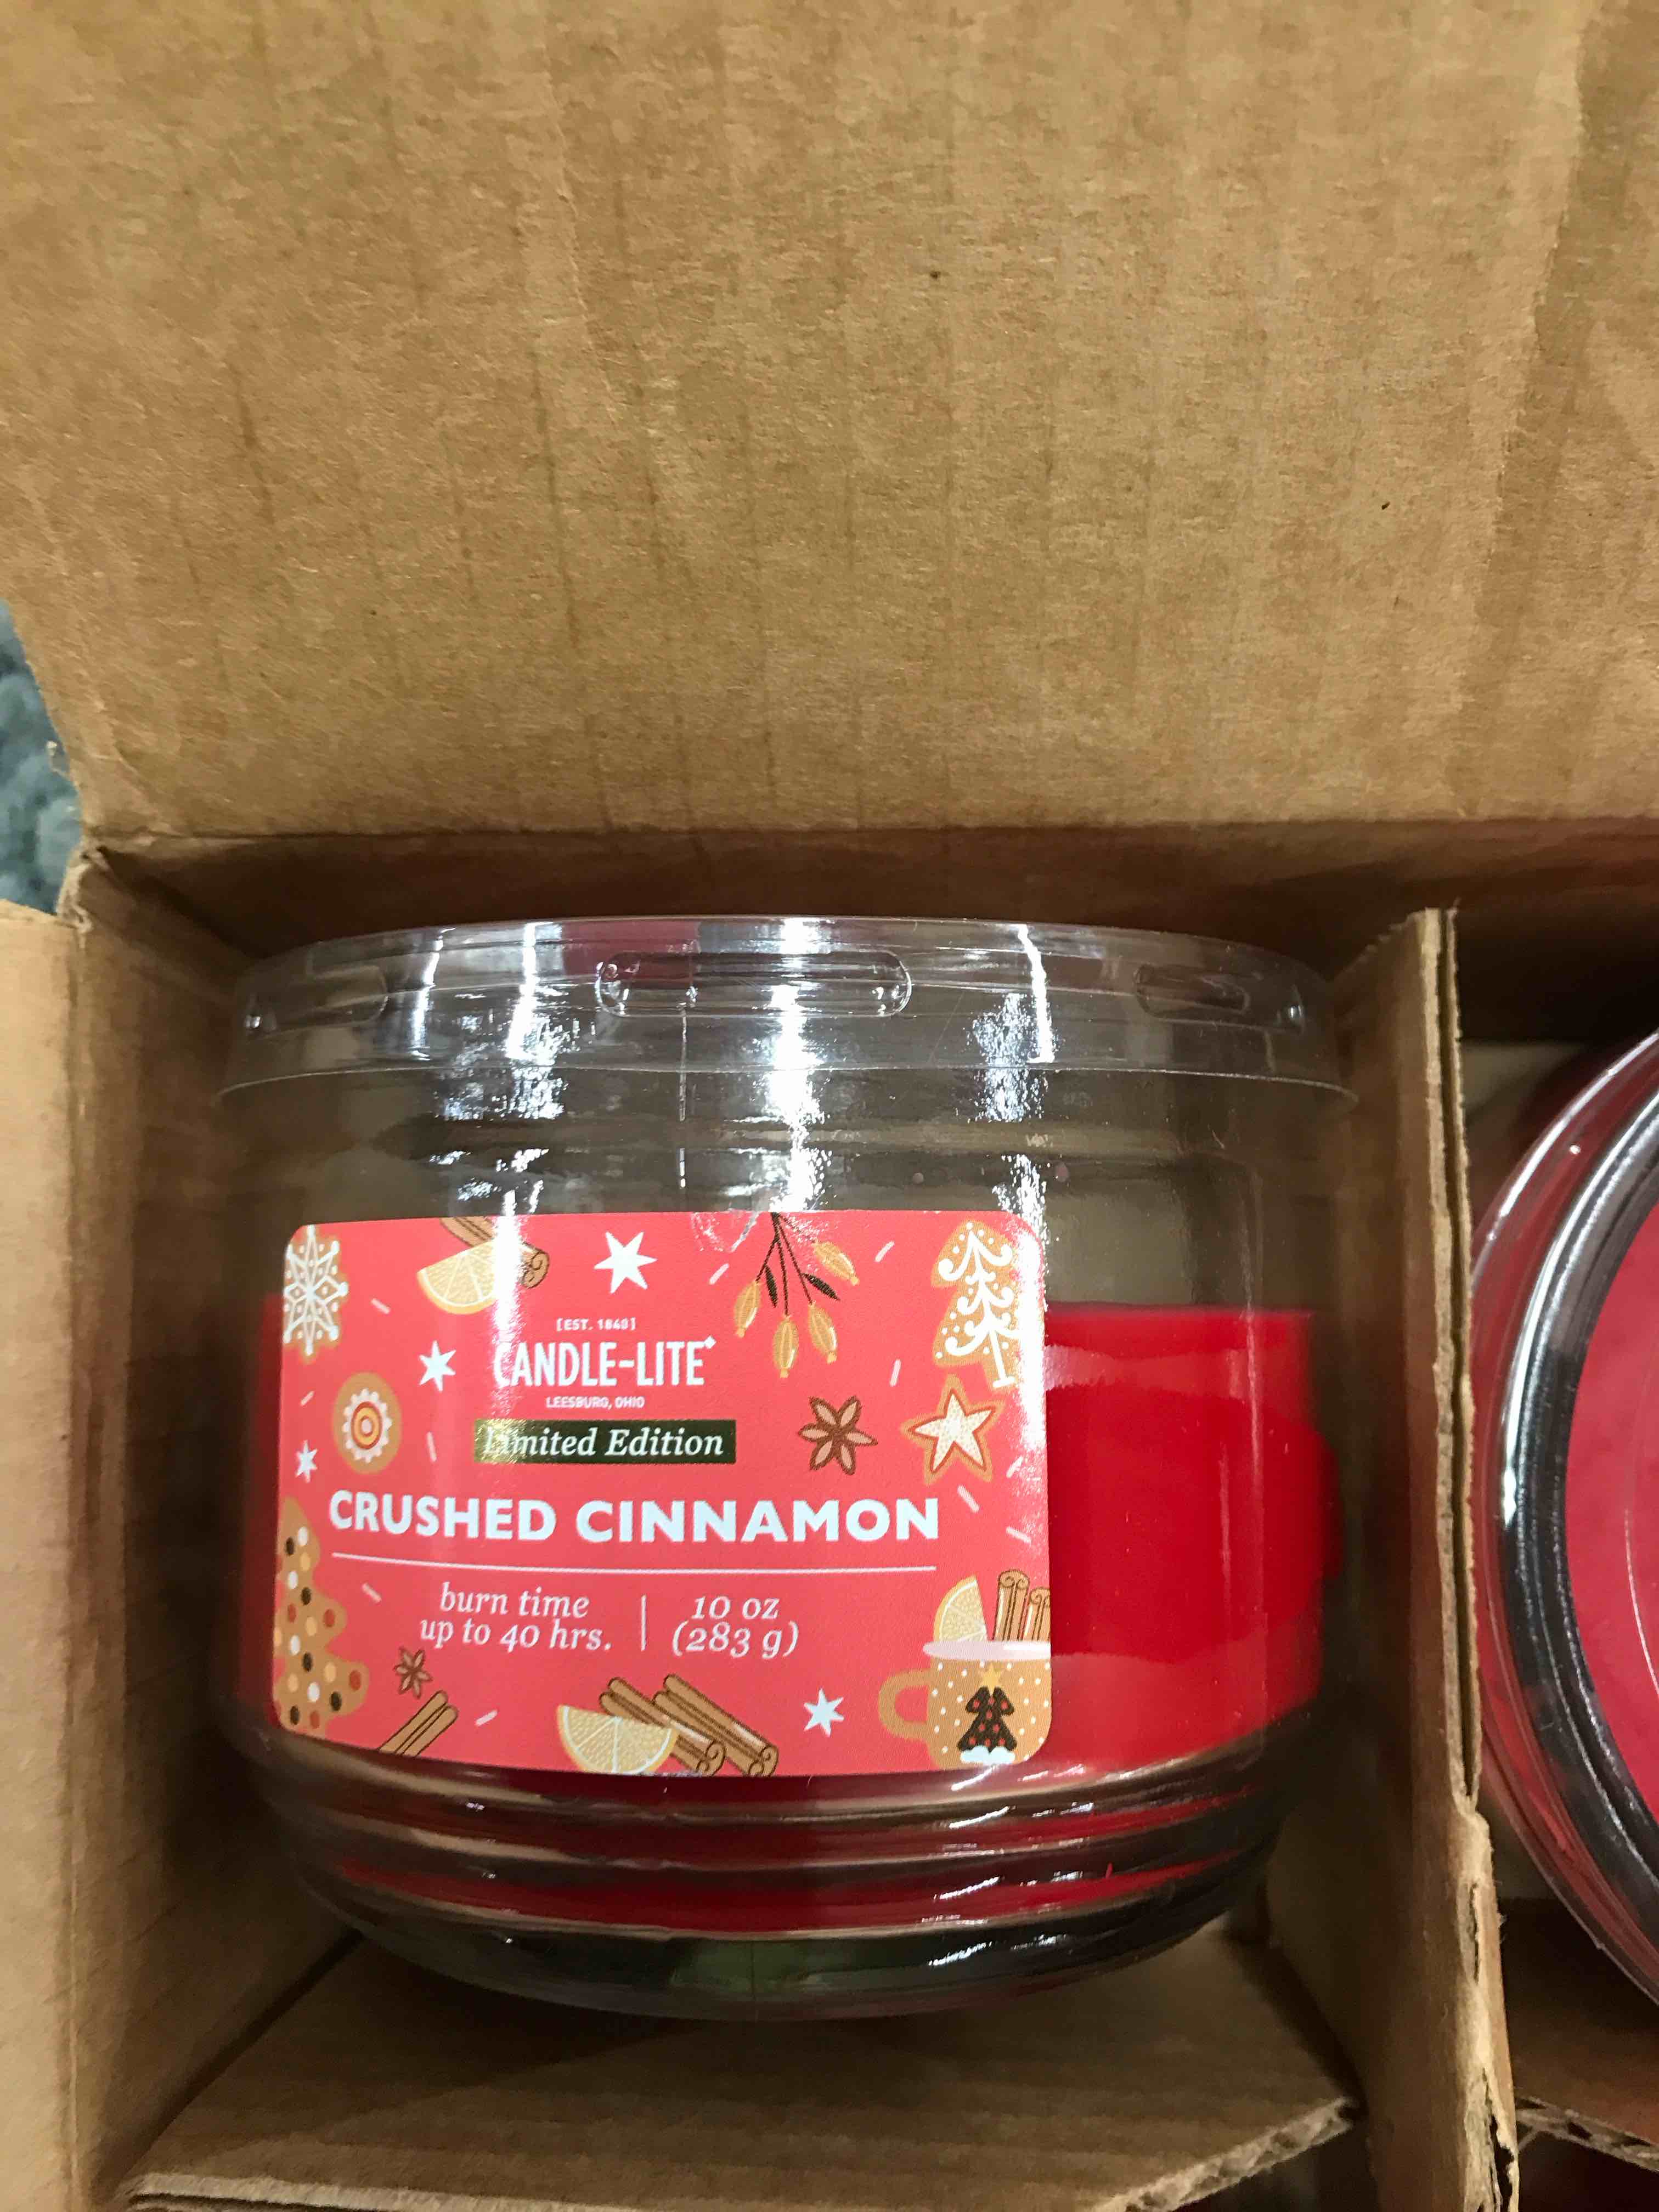 [EST. 1840]
CANDLE-LITE
LEESBURG, OHIO
Limited Edition
CRUSHED CINNAMON
burn time
up to 40 hrs.
10 oz
(283 g)